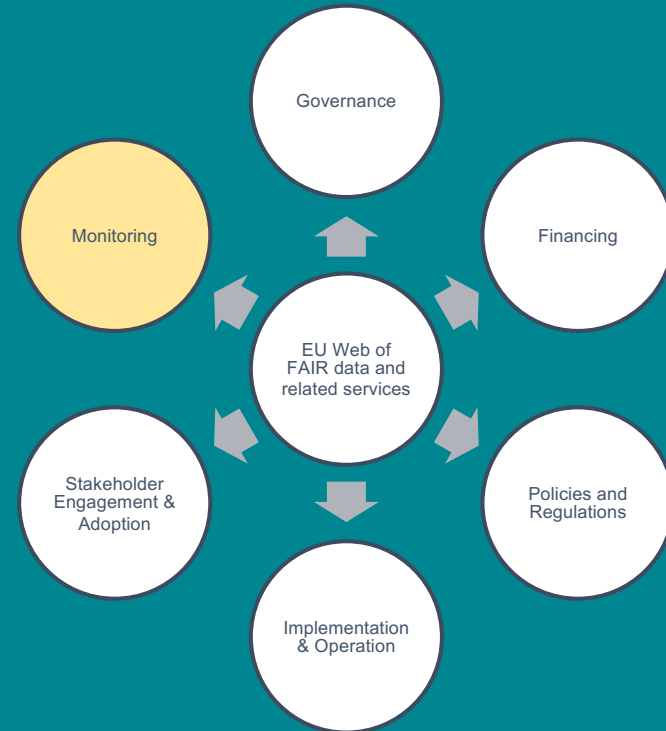 Governance
Monitoring
Financing
EU Web of
FAIR data and
related services
Stakeholder
Engagement &
Adoption
Policies and
Regulations
Implementation
& Operation